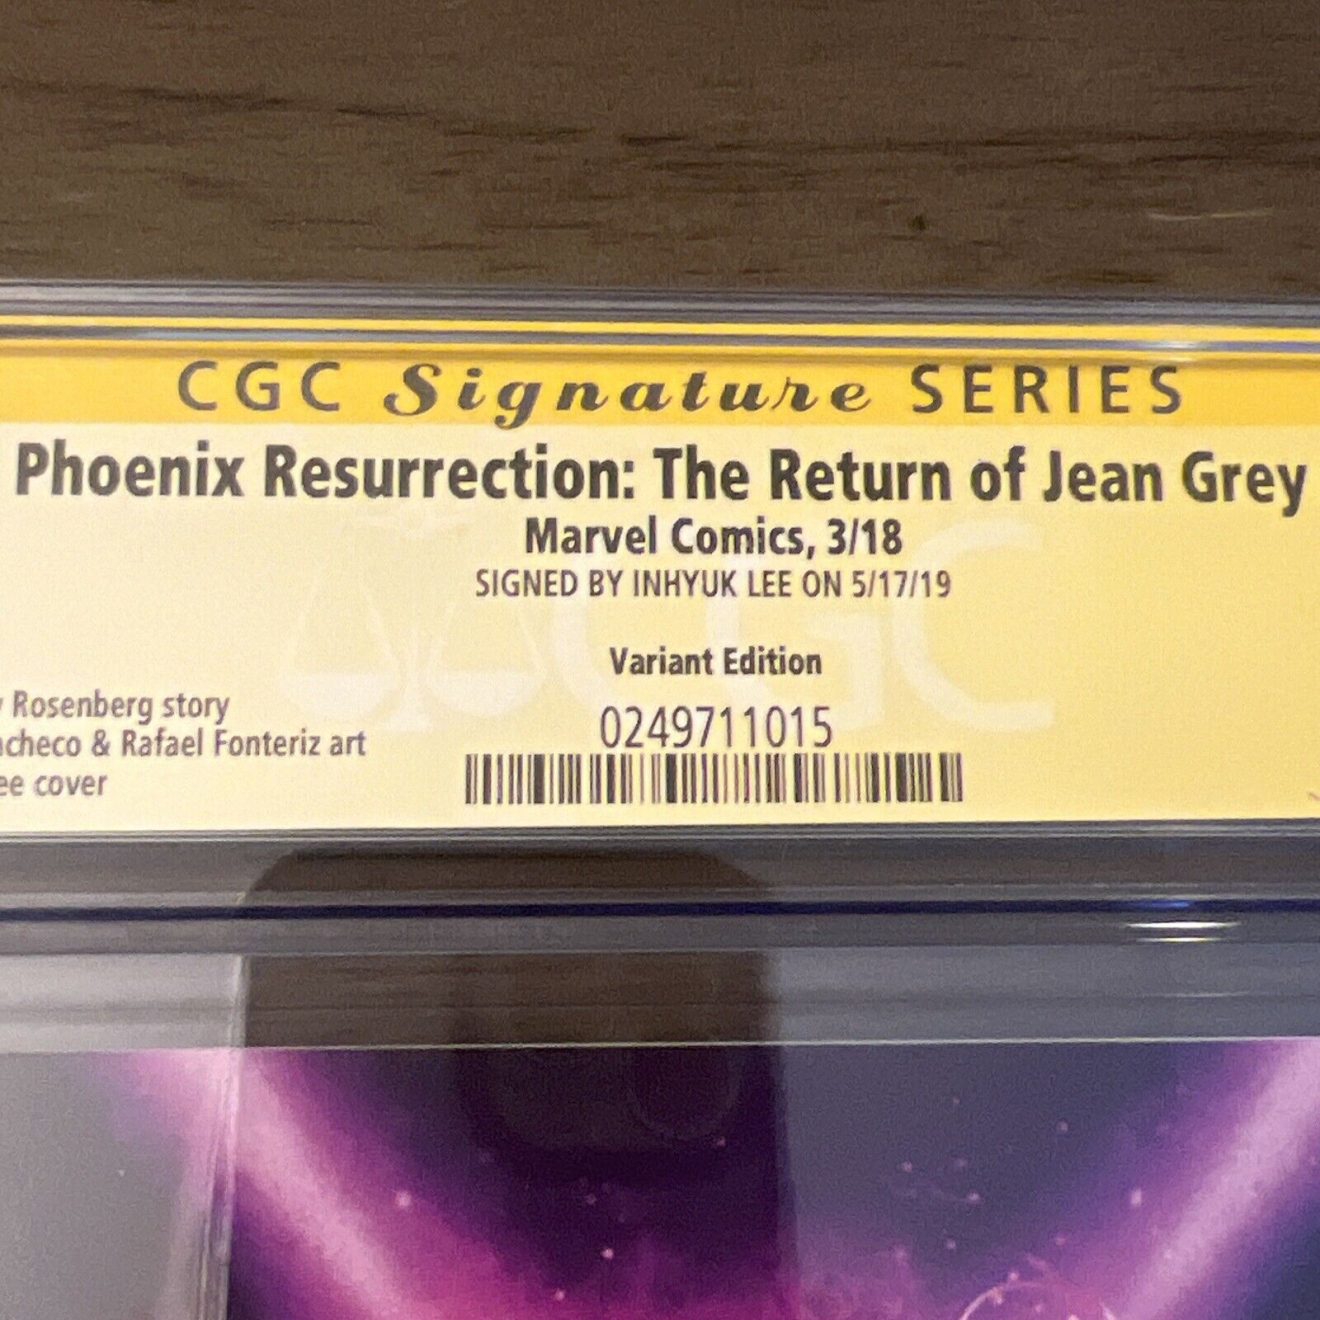 CGC Signature SERIES
Phoenix Resurrection: The Return of Jean Grey
Marvel Comics, 3/18
SIGNED BY INHYUK LEE ON 5/17/19
Variant Edition
Rosenberg story
& Rafael Fonteriz art
cover
0249711015
CGC